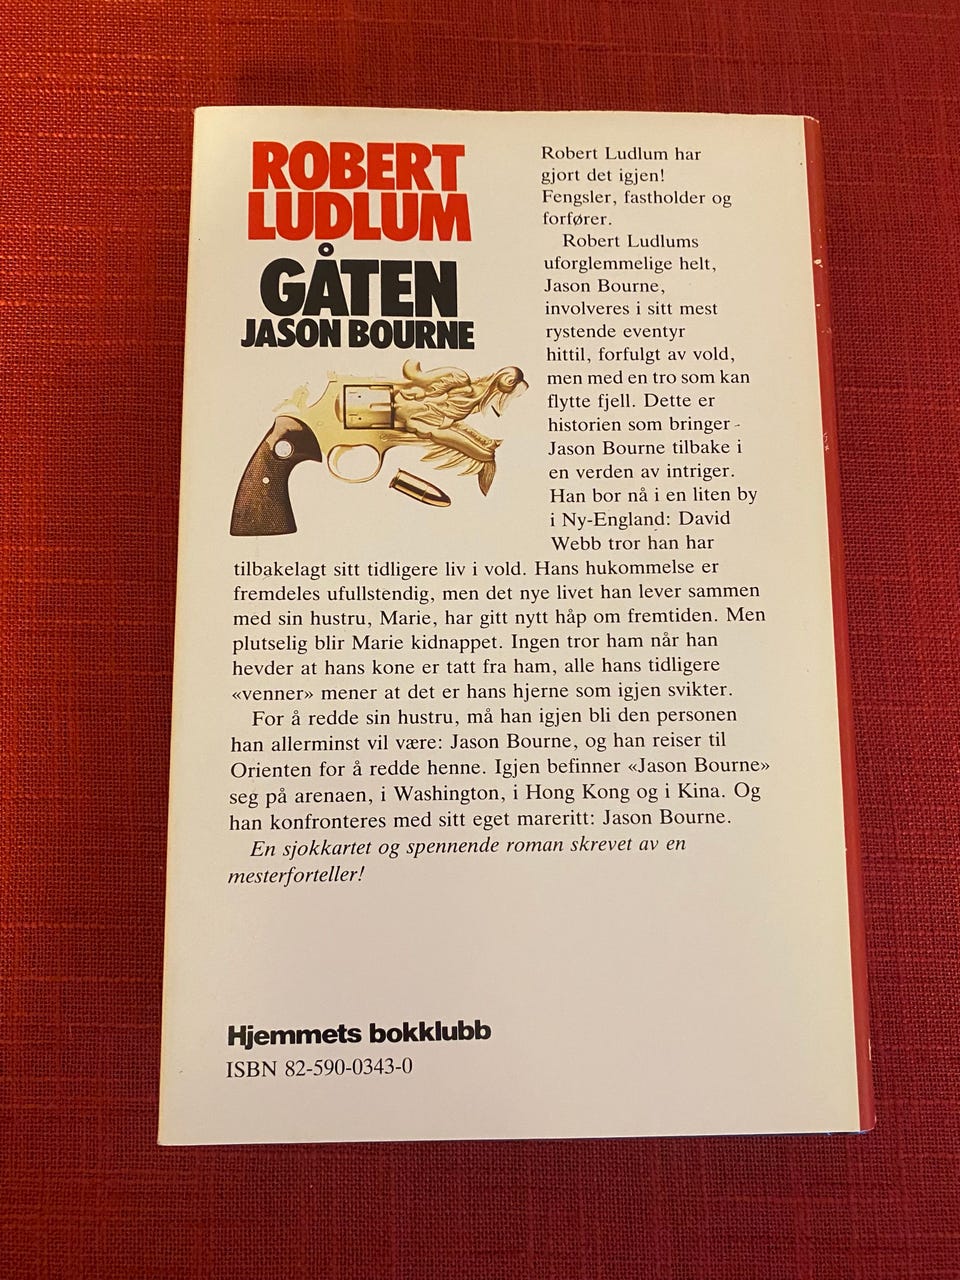 ROBERT
LUDLUM
GÅTEN
JASON BOURNE
Robert Ludlum har
gjort det igjen!
Fengsler, fastholder og
forfører.
Robert Ludlums
uforglemmelige helt,
Jason Bourne,
involveres i sitt mest
rystende eventyr
hittil, forfulgt av vold,
men med en tro som kan
flytte fjell. Dette er
historien som bringer
Jason Bourne tilbake i
en verden av intriger.
Han bor nå i en liten by
i Ny-England: David
Webb tror han har
tilbakelagt sitt tidligere liv i vold. Hans hukommelse er
fremdeles ufullstendig, men det nye livet han lever sammen
med sin hustru, Marie, har gitt nytt håp om fremtiden. Men
plutselig blir Marie kidnappet. Ingen tror ham når han
hevder at hans kone er tatt fra ham, alle hans tidligere
«venner» mener at det er hans hjerne som igjen svikter.
For å redde sin hustru, må han igjen bli den personen
han allerminst vil være: Jason Bourne, og han reiser til
Orienten for å redde henne. Igjen befinner «Jason Bourne»
seg på arenaen, i Washington, i Hong Kong og i Kina. Og
han konfronteres med sitt eget mareritt: Jason Bourne.
En sjokkartet og spennende roman skrevet av en
mesterforteller!
Hjemmets bokklubb
ISBN 82-590-0343-0